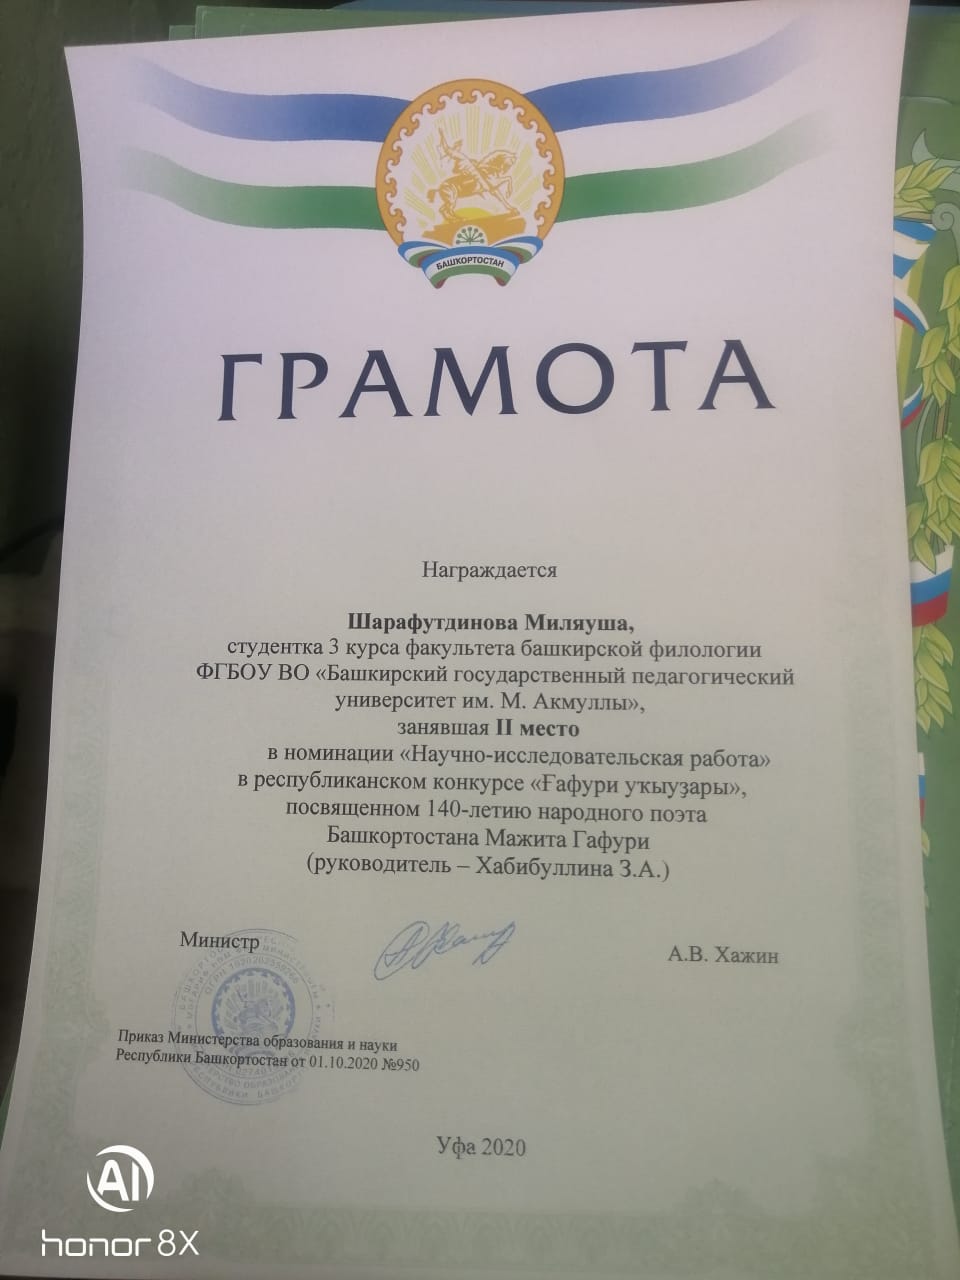 БАШКОРТОСТАН
ГРАМОТА
Награждается
Шарафутдинова Миляуша,
студентка 3 курса факультета башкирской филологии
ФГБОУ ВО «Башкирский государственный педагогический
университет им. М. Акмуллы»,
занявшая II место
в номинации «Научно-исследовательская работа»
в республиканском конкурсе «Ғафури уҡыуҙары»,
посвященном 140-летию народного поэта
Башкортостана Мажита Гафури
(руководитель – Хабибуллина З.А.)
Министр
А.В. Хажин
Приказ Министерства образования и науки
Республики Башкортостан от 01.10.2020 №950
Уфа 2020
AI
honor 8X